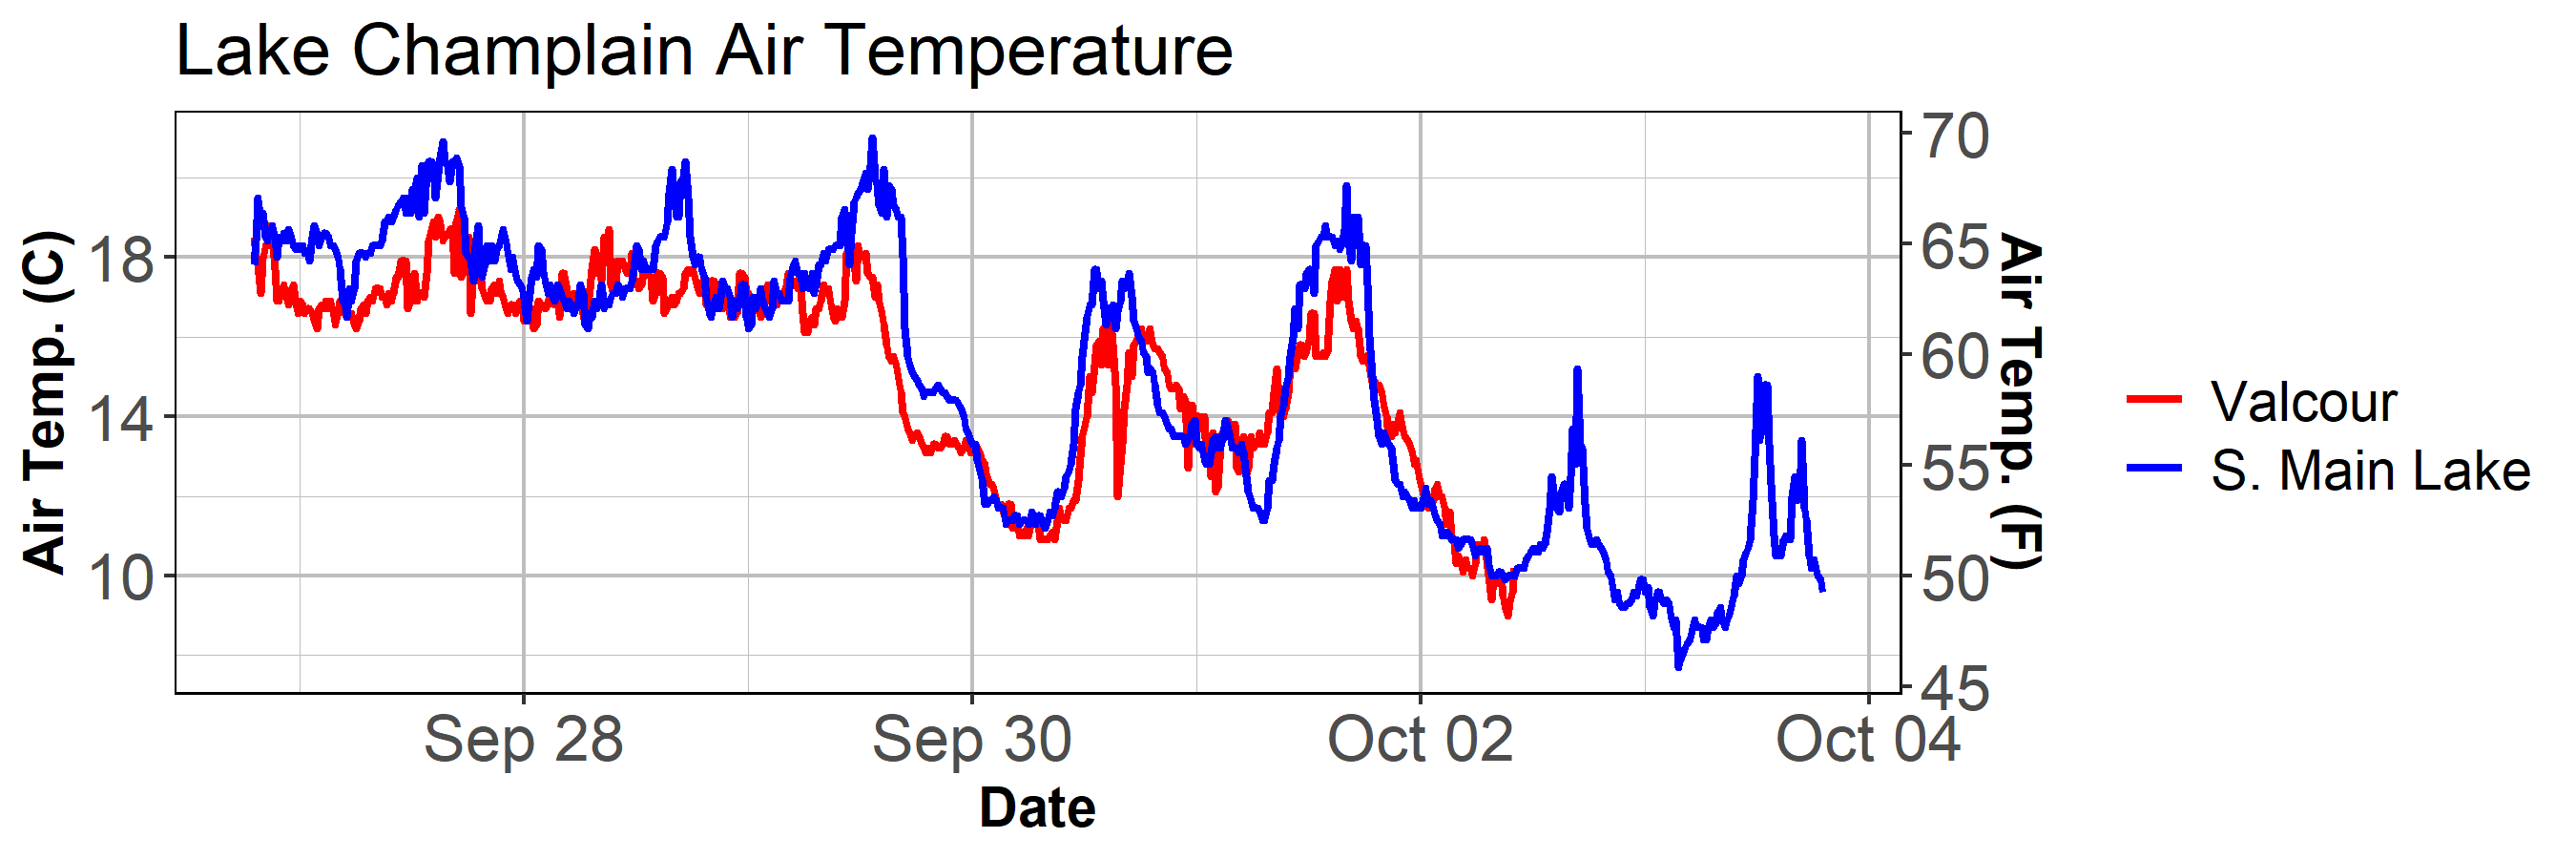 Lake Champlain Air Temperature
Air Temp. (C)
18
14
10
70
65
60
55
50
45
Air Temp. (F)
Sep 28
Sep 30
Oct 02
Oct 04
Date
Valcour
S. Main Lake